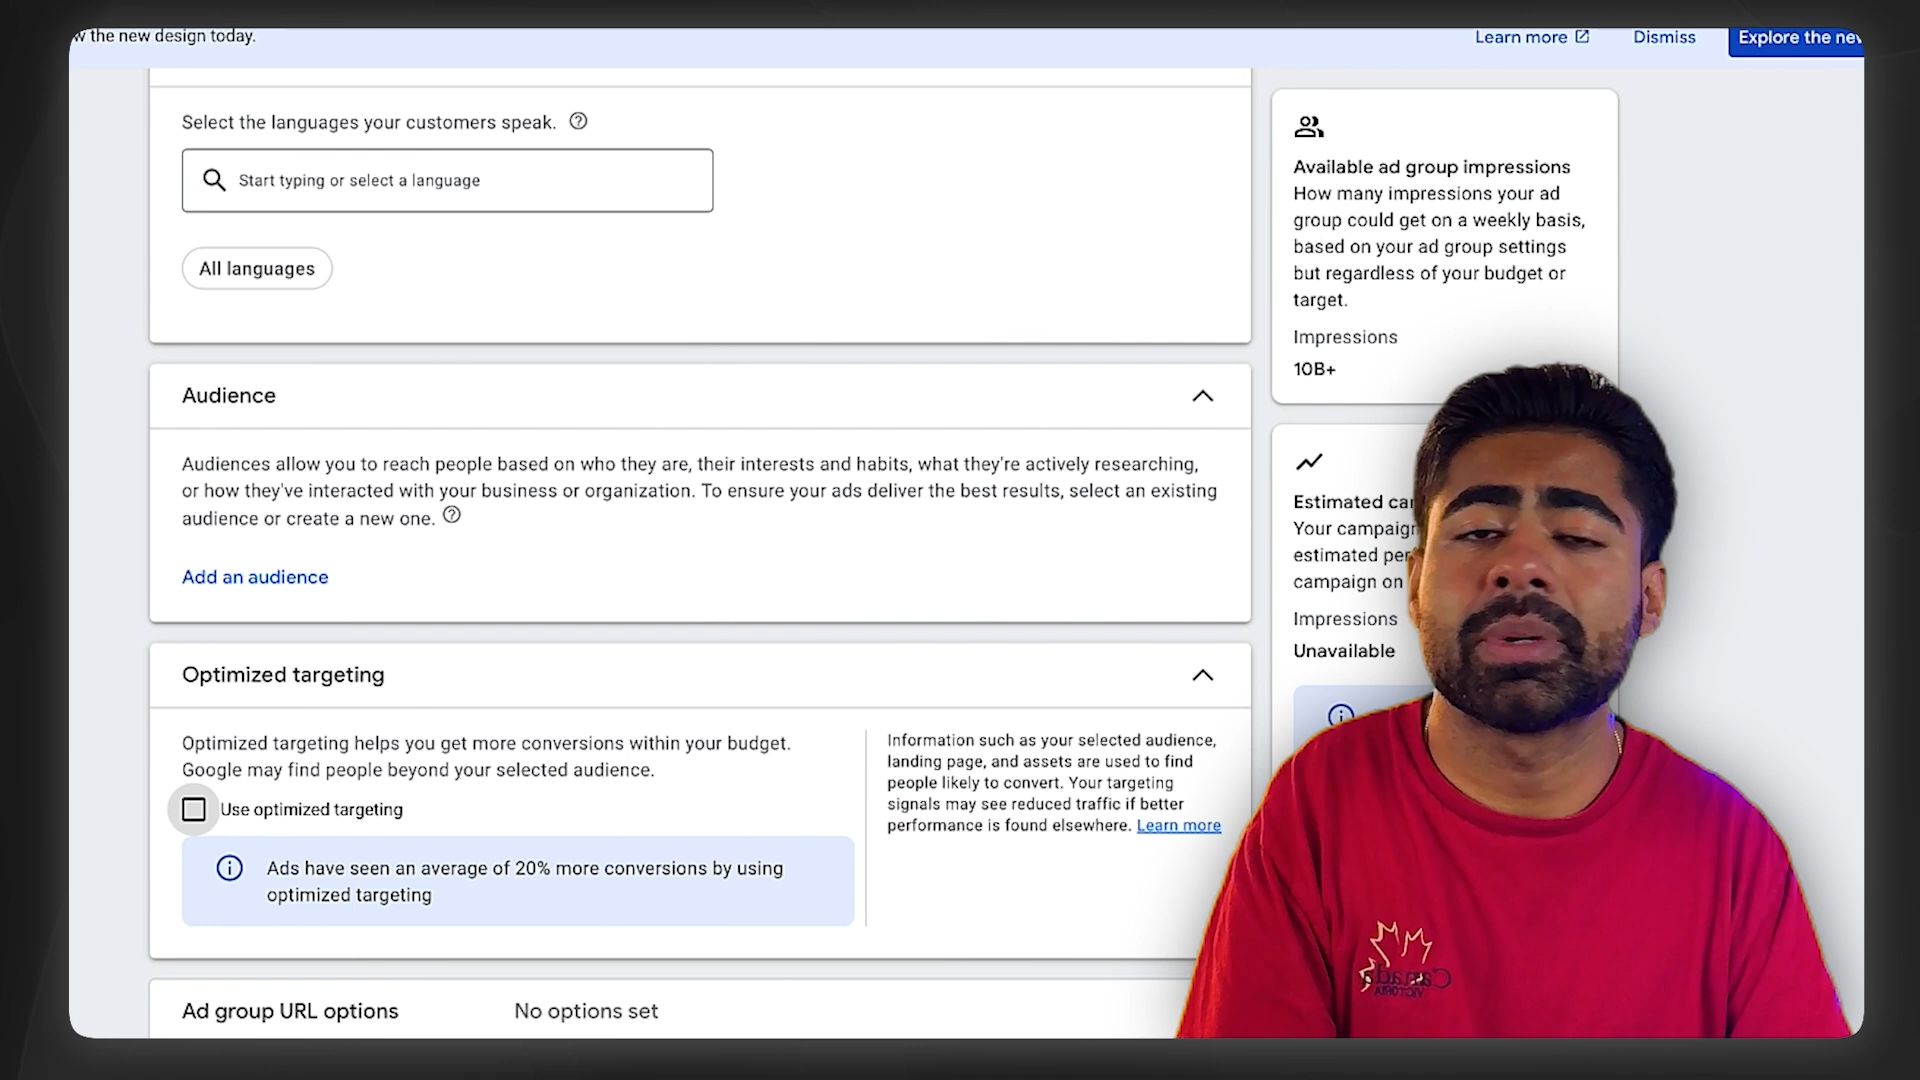 w the new design today.
Learn more
Dismiss
Explore the new
Select the languages your customers speak.
Start typing or select a language
All languages
Audience
Audiences allow you to reach people based on who they are, their interests and habits, what they're actively researching,
or how they've interacted with your business or organization. To ensure your ads deliver the best results, select an existing
audience or create a new one.
Add an audience
Optimized targeting
Optimized targeting helps you get more conversions within your budget.
Google may find people beyond your selected audience.
Use optimized targeting
Ads have seen an average of 20% more conversions by using
optimized targeting
Information such as your selected audience,
landing page, and assets are used to find
people likely to convert. Your targeting
signals may see reduced traffic if better
performance is found elsewhere. Learn more
Ad group URL options
No options set
Available ad group impressions
How many impressions your ad
group could get on a weekly basis,
based on your ad group settings
but regardless of your budget or
target.
Impressions
10B+
Estimated
Your campaign
estimated
campaign on
Impressions
Unavailable
Canada
VICTORIA